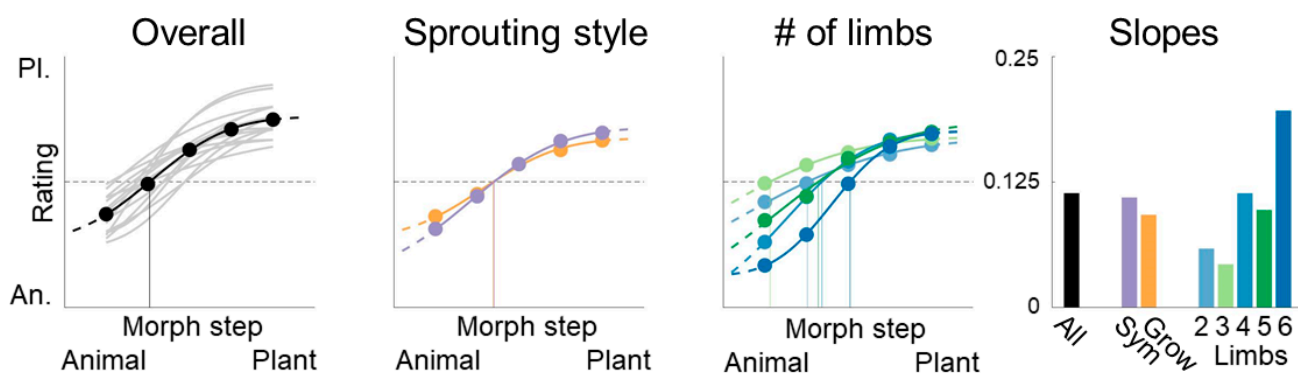 Overall
Pl.
Rating
An.
Morph step
Animal Plant
Sprouting style
Morph step
Animal Plant
# of limbs
Morph step
Animal Plant
Slopes
0.25
0.125
0
All
Sym
Grow
2 3 4 5 6
Limbs